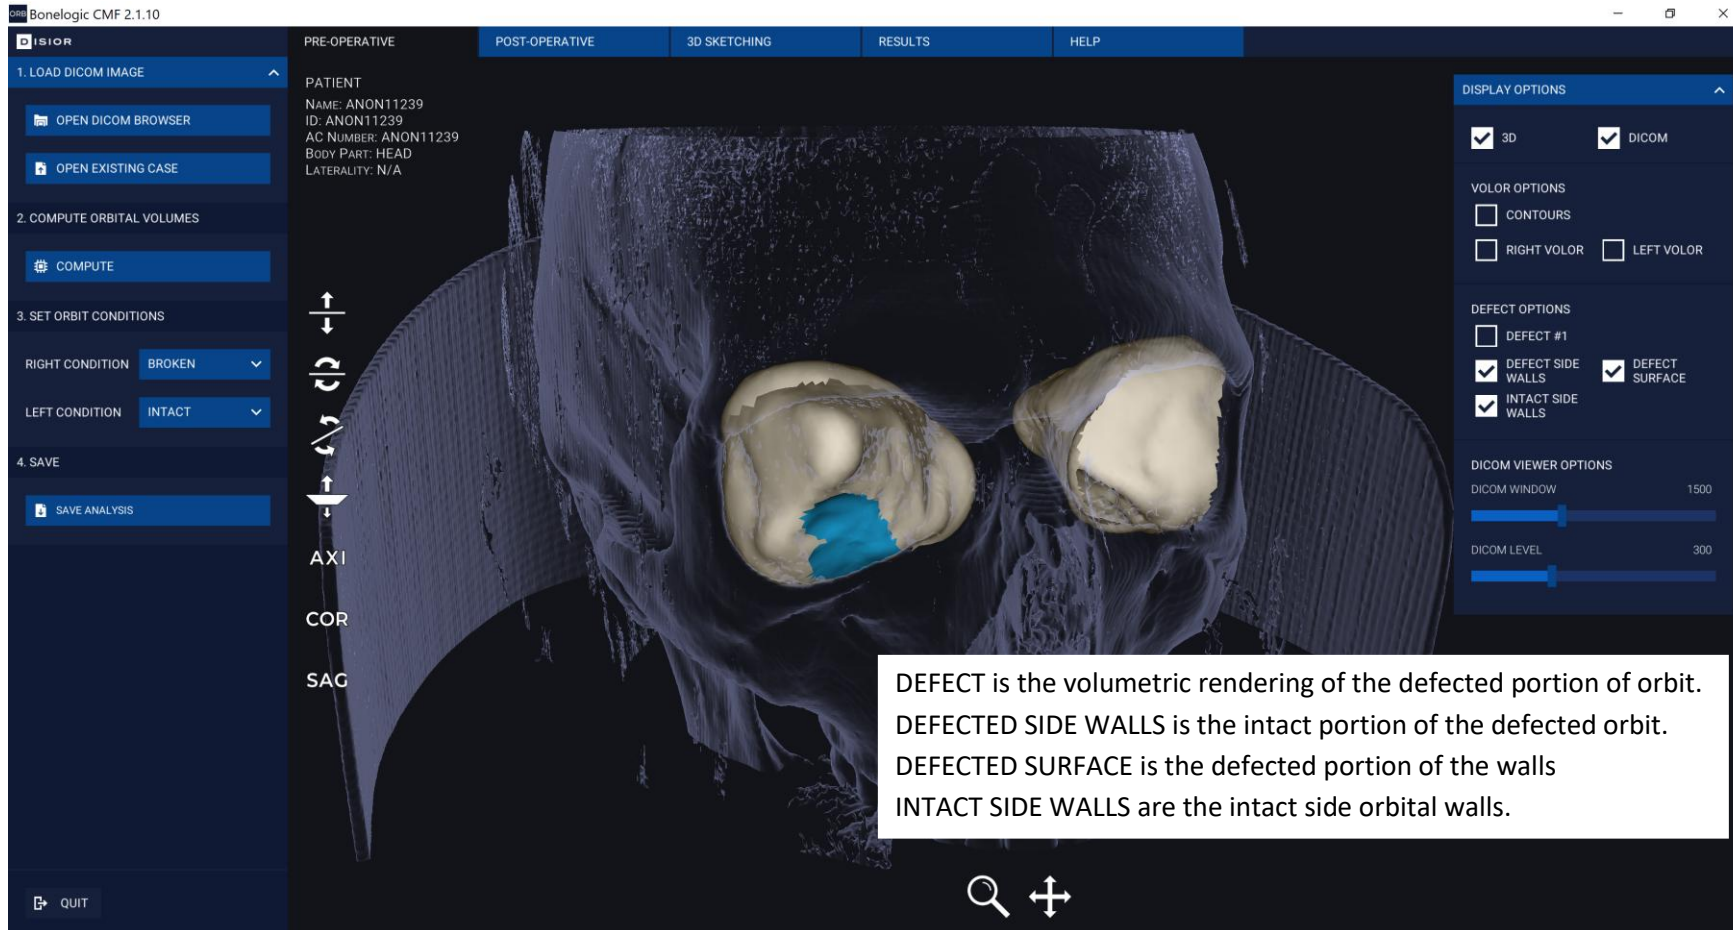 ORB Bonelogic CMF 2.1.10
DISIOR
PRE-OPERATIVE
POST-OPERATIVE
3D SKETCHING
RESULTS
HELP
1. LOAD DICOM IMAGE
OPEN DICOM BROWSER
OPEN EXISTING CASE
2. COMPUTE ORBITAL VOLUMES
COMPUTE
3. SET ORBIT CONDITIONS
RIGHT CONDITION BROKEN
LEFT CONDITION INTACT
4. SAVE
SAVE ANALYSIS
QUIT
PATIENT
NAME: ANON11239
ID: ANON11239
AC NUMBER: ANON11239
BODY PART: HEAD
LATERALITY: N/A
AXI
COR
SAG
DISPLAY OPTIONS
3D
DICOM
VOLOR OPTIONS
CONTOURS
RIGHT VOLOR
LEFT VOLOR
DEFECT OPTIONS
DEFECT #1
DEFECT SIDE
WALLS
DEFECT
SURFACE
INTACT SIDE
WALLS
DICOM VIEWER OPTIONS
DICOM WINDOW 1500
DICOM LEVEL 300
DEFECT is the volumetric rendering of the defected portion of orbit.
DEFECTED SIDE WALLS is the intact portion of the defected orbit.
DEFECTED SURFACE is the defected portion of the walls
INTACT SIDE WALLS are the intact side orbital walls.